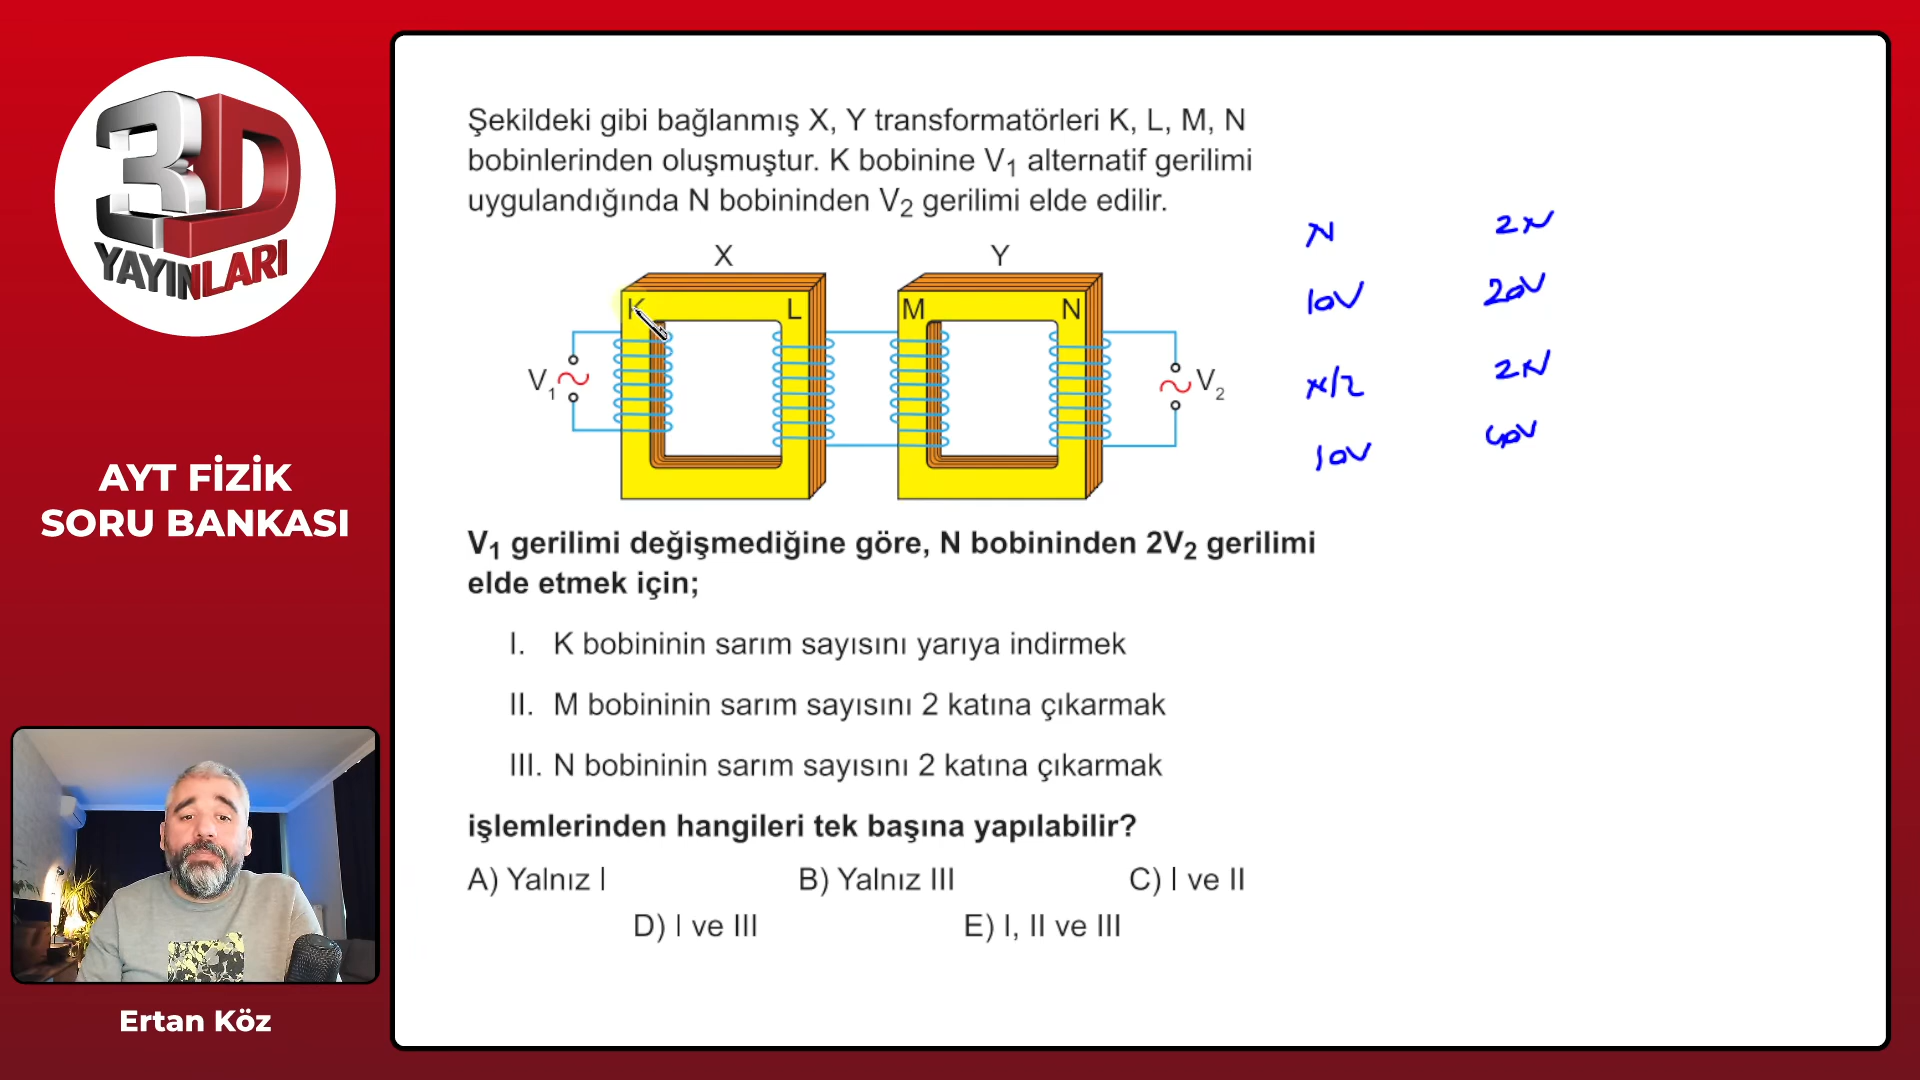 3D
YAYINLARI
AYT FİZİK
SORU BANKASI
Ertan Köz
Şekildeki gibi bağlanmış X, Y transformatörleri K, L, M, N
bobinlerinden oluşmuştur. K bobinine V₁ alternatif gerilimi
uygulandığında N bobininden V₂ gerilimi elde edilir.
X
Y
K
L
M
N
V₁
V₂
N
2N
10V
20V
N/2
2N
10V
40V
V₁ gerilimi değişmediğine göre, N bobininden 2V₂ gerilimi
elde etmek için;
I. K bobininin sarım sayısını yarıya indirmek
II. M bobininin sarım sayısını 2 katına çıkarmak
III. N bobininin sarım sayısını 2 katına çıkarmak
işlemlerinden hangileri tek başına yapılabilir?
A) Yalnız I
B) Yalnız III
C) I ve II
D) I ve III
E) I, II ve III